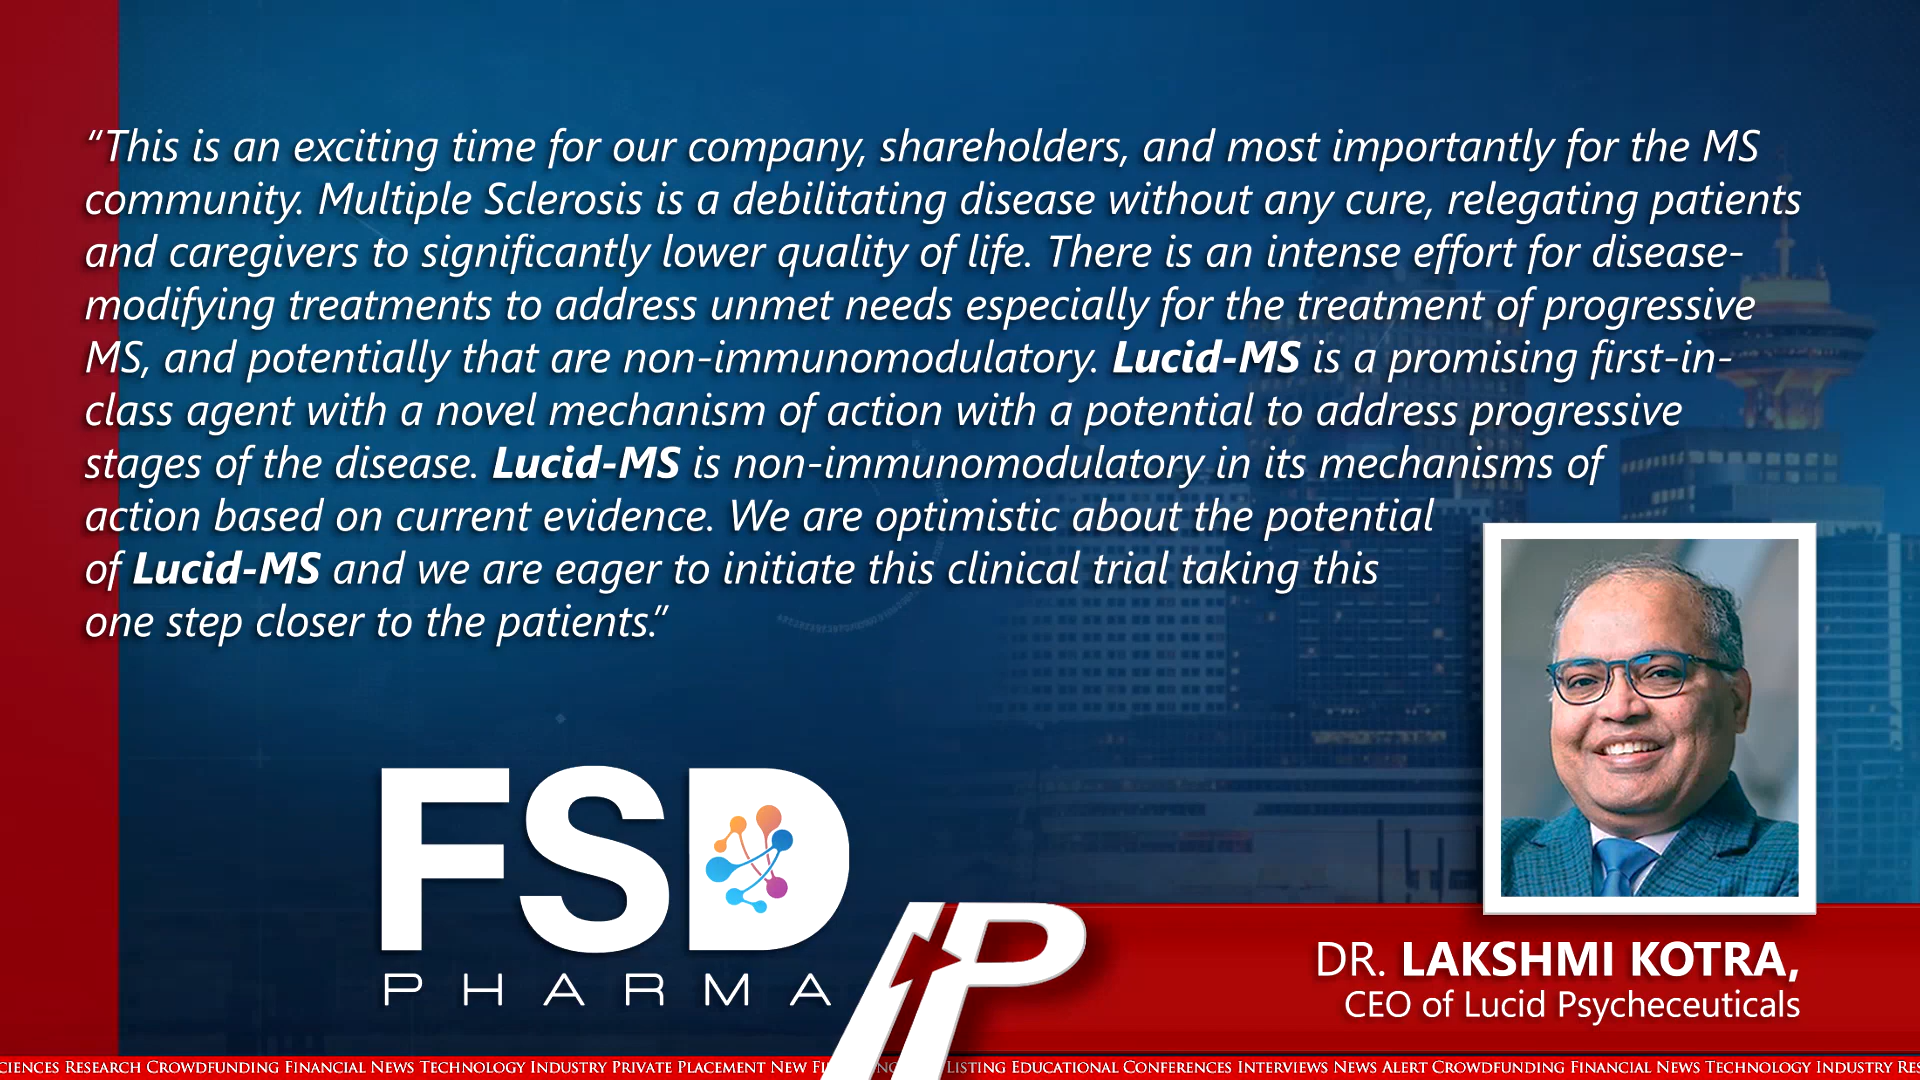 “This is an exciting time for our company, shareholders, and most importantly for the MS
community. Multiple Sclerosis is a debilitating disease without any cure, relegating patients
and caregivers to significantly lower quality of life. There is an intense effort for disease-
modifying treatments to address unmet needs especially for the treatment of progressive
MS, and potentially that are non-immunomodulatory. Lucid-MS is a promising first-in-
class agent with a novel mechanism of action with a potential to address progressive
stages of the disease. Lucid-MS is non-immunomodulatory in its mechanisms of
action based on current evidence. We are optimistic about the potential
of Lucid-MS and we are eager to initiate this clinical trial taking this
one step closer to the patients.”
FSD
PHARMA
IP
DR. LAKSHMI KOTRA,
CEO of Lucid Psycheceuticals
Research Crowdfunding Financial News Technology Industry Private Placement New Listing Educational Conferences Interviews News Alert Crowdfunding Financial News Technology Industry